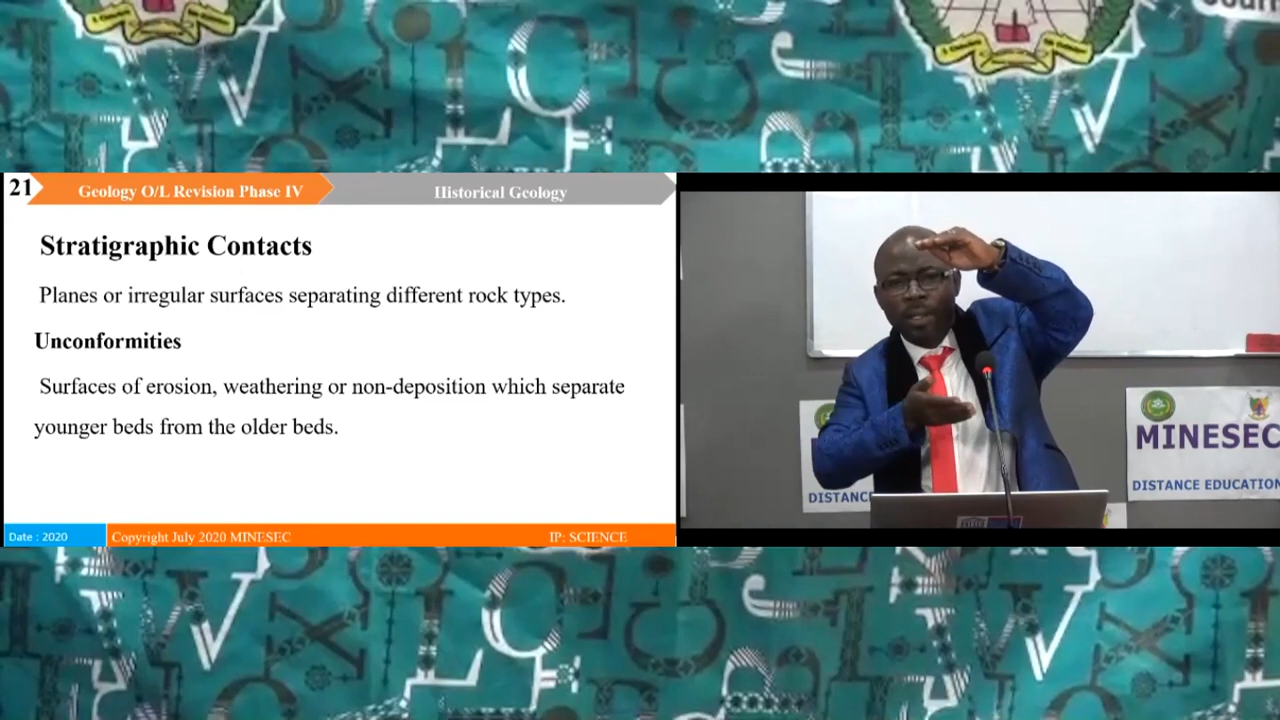 21
Geology O/L Revision Phase IV
Historical Geology
Stratigraphic Contacts
Planes or irregular surfaces separating different rock types.
Unconformities
Surfaces of erosion, weathering or non-deposition which separate
younger beds from the older beds.
Date : 2020
Copyright July 2020 MINESEC
IP: SCIENCE
MINESEC
DISTANCE EDUCATION
DISTANC